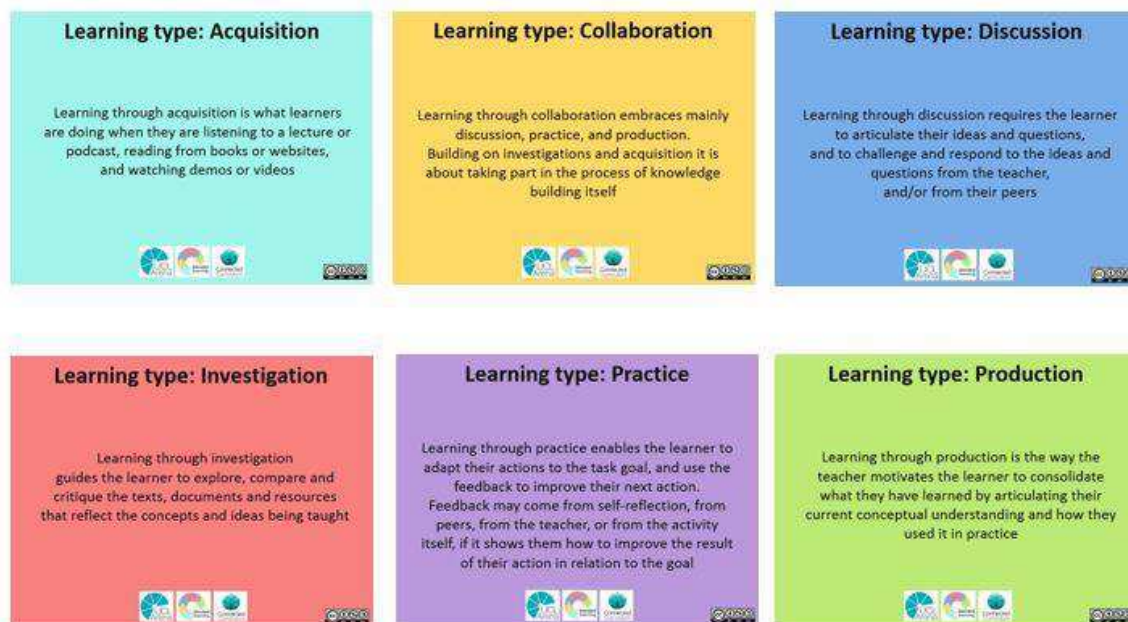 Learning type: Acquisition
Learning through acquisition is what learners
are doing when they are listening to a lecture or
podcast, reading from books or websites,
and watching demos or videos
Learning type: Collaboration
Learning through collaboration embraces mainly
discussion, practice, and production.
Building on investigations and acquisition it is
about taking part in the process of knowledge
building itself
Learning type: Discussion
Learning through discussion requires the learner
to articulate their ideas and questions,
and to challenge and respond to the ideas and
questions from the teacher,
and/or from their peers
Learning type: Investigation
Learning through investigation
guides the learner to explore, compare and
critique the texts, documents and resources
that reflect the concepts and ideas being taught
Learning type: Practice
Learning through practice enables the learner to
adapt their actions to the task goal, and use the
feedback to improve their next action.
Feedback may come from self-reflection, from
peers, from the teacher, or from the activity
itself, if it shows them how to improve the result
of their action in relation to the goal
Learning type: Production
Learning through production is the way the
teacher motivates the learner to consolidate
what they have learned by articulating their
current conceptual understanding and how they
used it in practice